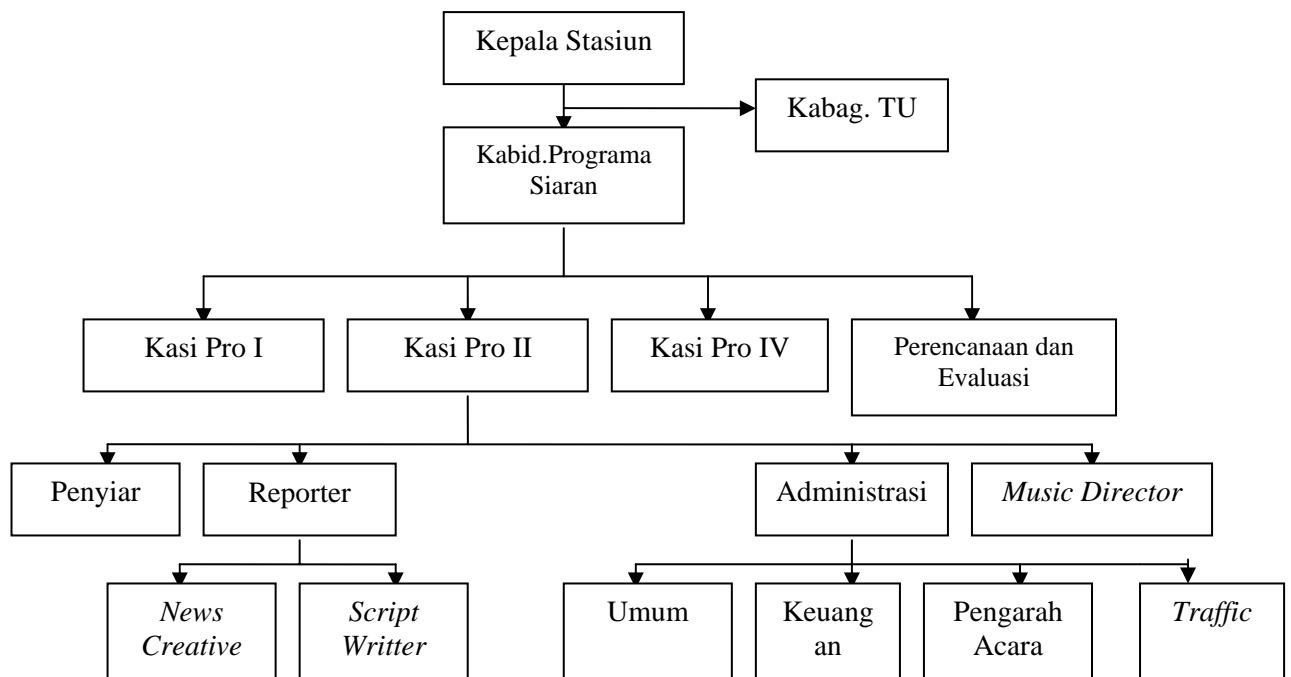 Kepala Stasiun
Kabag. TU
Kabid.Programa
Siaran
Kasi Pro I
Kasi Pro II
Kasi Pro IV
Perencanaan dan
Evaluasi
Penyiar
Reporter
Administrasi
Music Director
News
Creative
Script
Writter
Umum
Keuang
an
Pengarah
Acara
Traffic